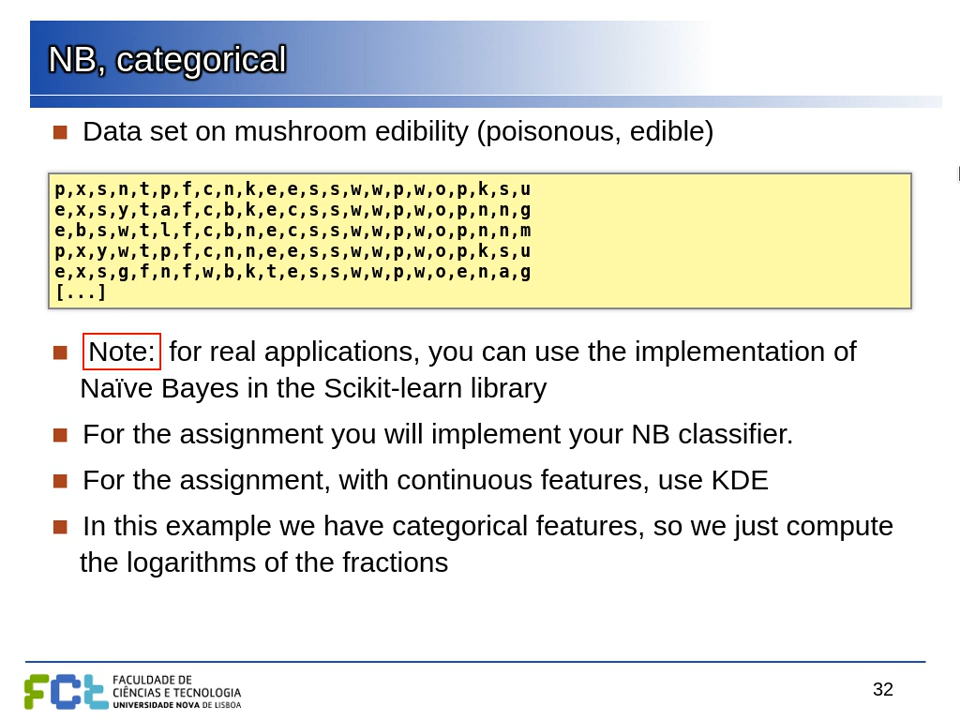 NB, categorical
Data set on mushroom edibility (poisonous, edible)
p,x,s,n,t,p,f,c,n,k,e,e,s,s,w,w,p,w,o,p,k,s,u
e,x,s,y,t,a,f,c,b,k,e,c,s,s,w,w,p,w,o,p,n,n,g
e,b,s,w,t,l,f,c,b,n,e,c,s,s,w,w,p,w,o,p,n,n,m
p,x,y,w,t,p,f,c,n,n,e,e,s,s,w,w,p,w,o,p,k,s,u
e,x,s,g,f,n,f,w,b,k,t,e,s,s,w,w,p,w,o,e,n,a,g
[...]
Note: for real applications, you can use the implementation of
Naïve Bayes in the Scikit-learn library
For the assignment you will implement your NB classifier.
For the assignment, with continuous features, use KDE
In this example we have categorical features, so we just compute
the logarithms of the fractions
FCt
FACULDADE DE
CIÊNCIAS E TECNOLOGIA
UNIVERSIDADE NOVA DE LISBOA
32